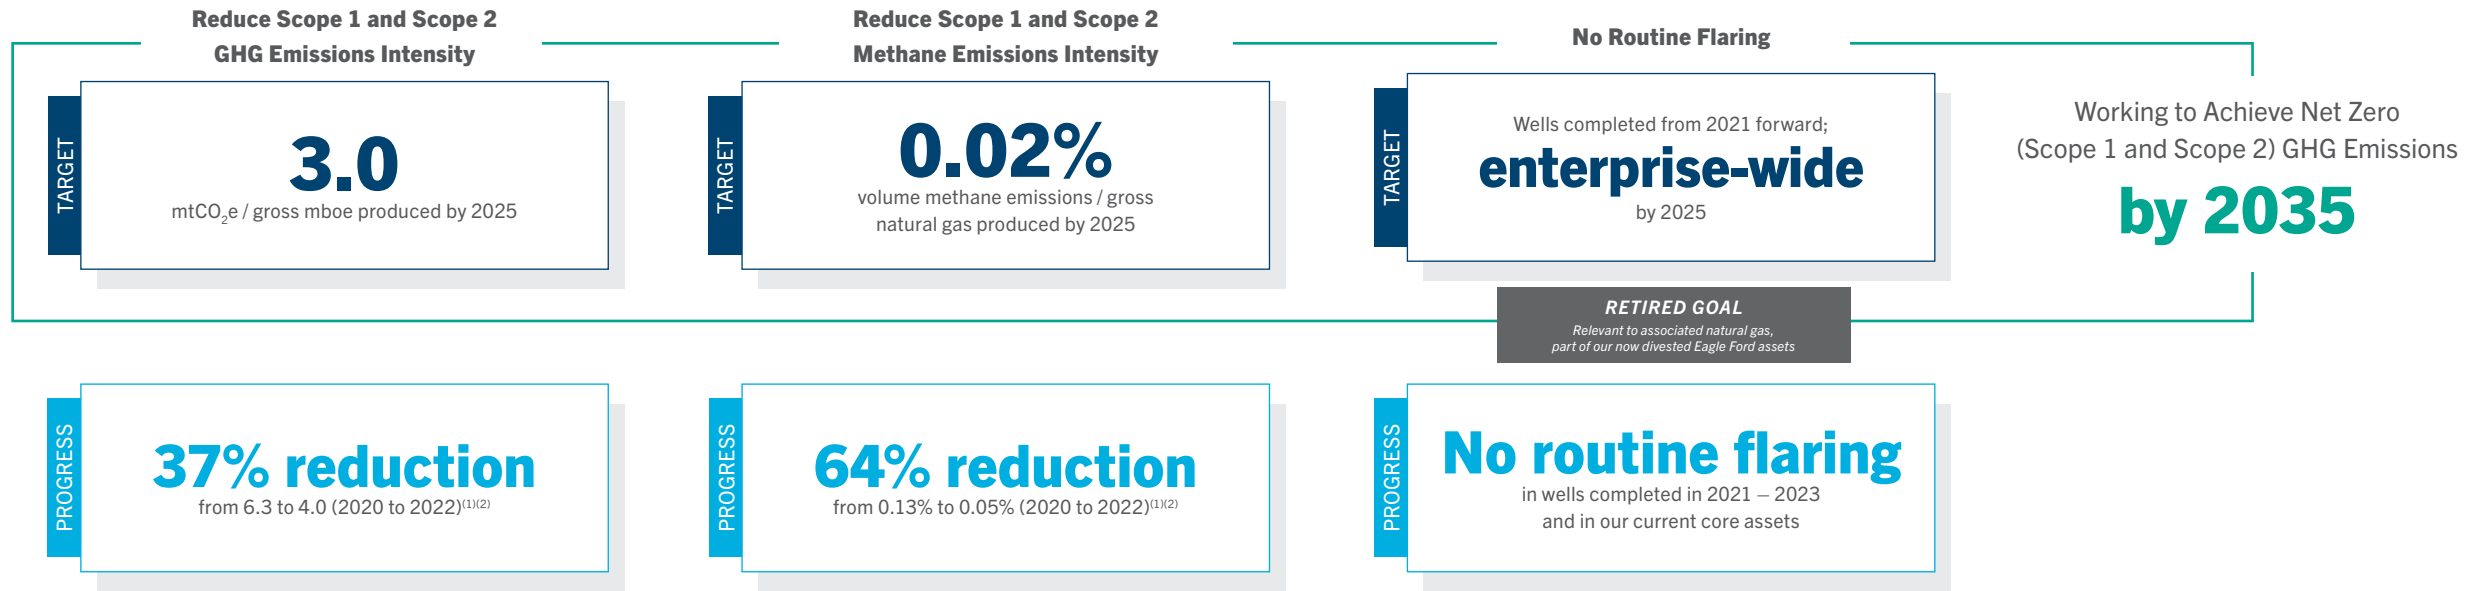 Reduce Scope 1 and Scope 2
GHG Emissions Intensity
TARGET
3.0
mtCO₂e / gross mboe produced by 2025
Reduce Scope 1 and Scope 2
Methane Emissions Intensity
TARGET
0.02%
volume methane emissions / gross
natural gas produced by 2025
No Routine Flaring
TARGET
Wells completed from 2021 forward;
enterprise-wide
by 2025
RETIRED GOAL
Relevant to associated natural gas,
part of our now divested Eagle Ford assets
Working to Achieve Net Zero
(Scope 1 and Scope 2) GHG Emissions
by 2035
PROGRESS
37% reduction
from 6.3 to 4.0 (2020 to 2022)⁽¹⁾⁽²⁾
PROGRESS
64% reduction
from 0.13% to 0.05% (2020 to 2022)⁽¹⁾⁽²⁾
PROGRESS
No routine flaring
in wells completed in 2021 – 2023
and in our current core assets